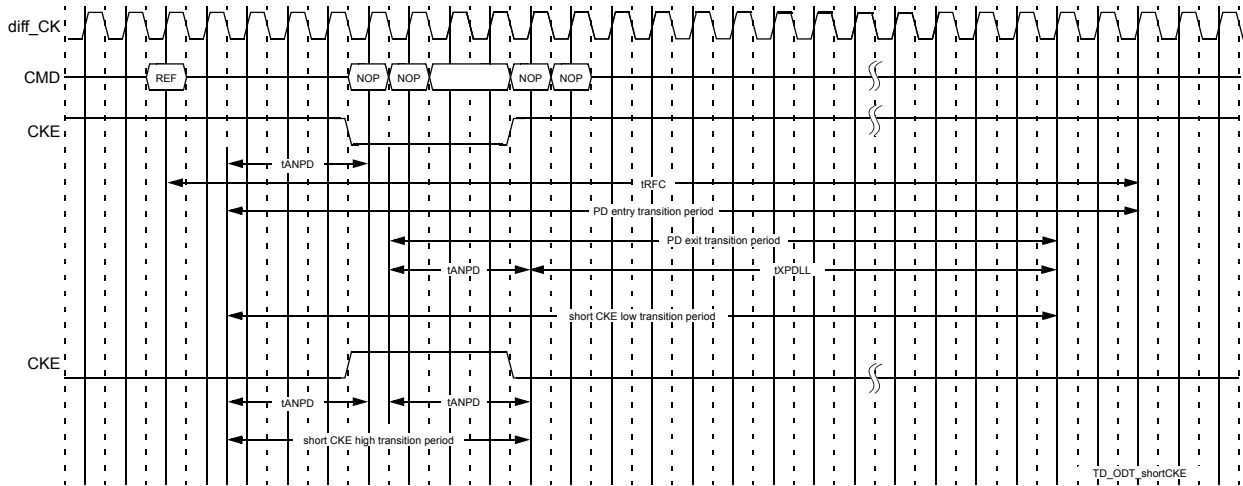 diff_CK
CMD
REF
NOP
NOP
NOP
NOP
CKE
tANPD
tRFC
PD entry transition period
PD exit transition period
tANPD
tXPDLL
short CKE low transition period
CKE
tANPD
tANPD
short CKE high transition period
TD_ODT_shortCKE